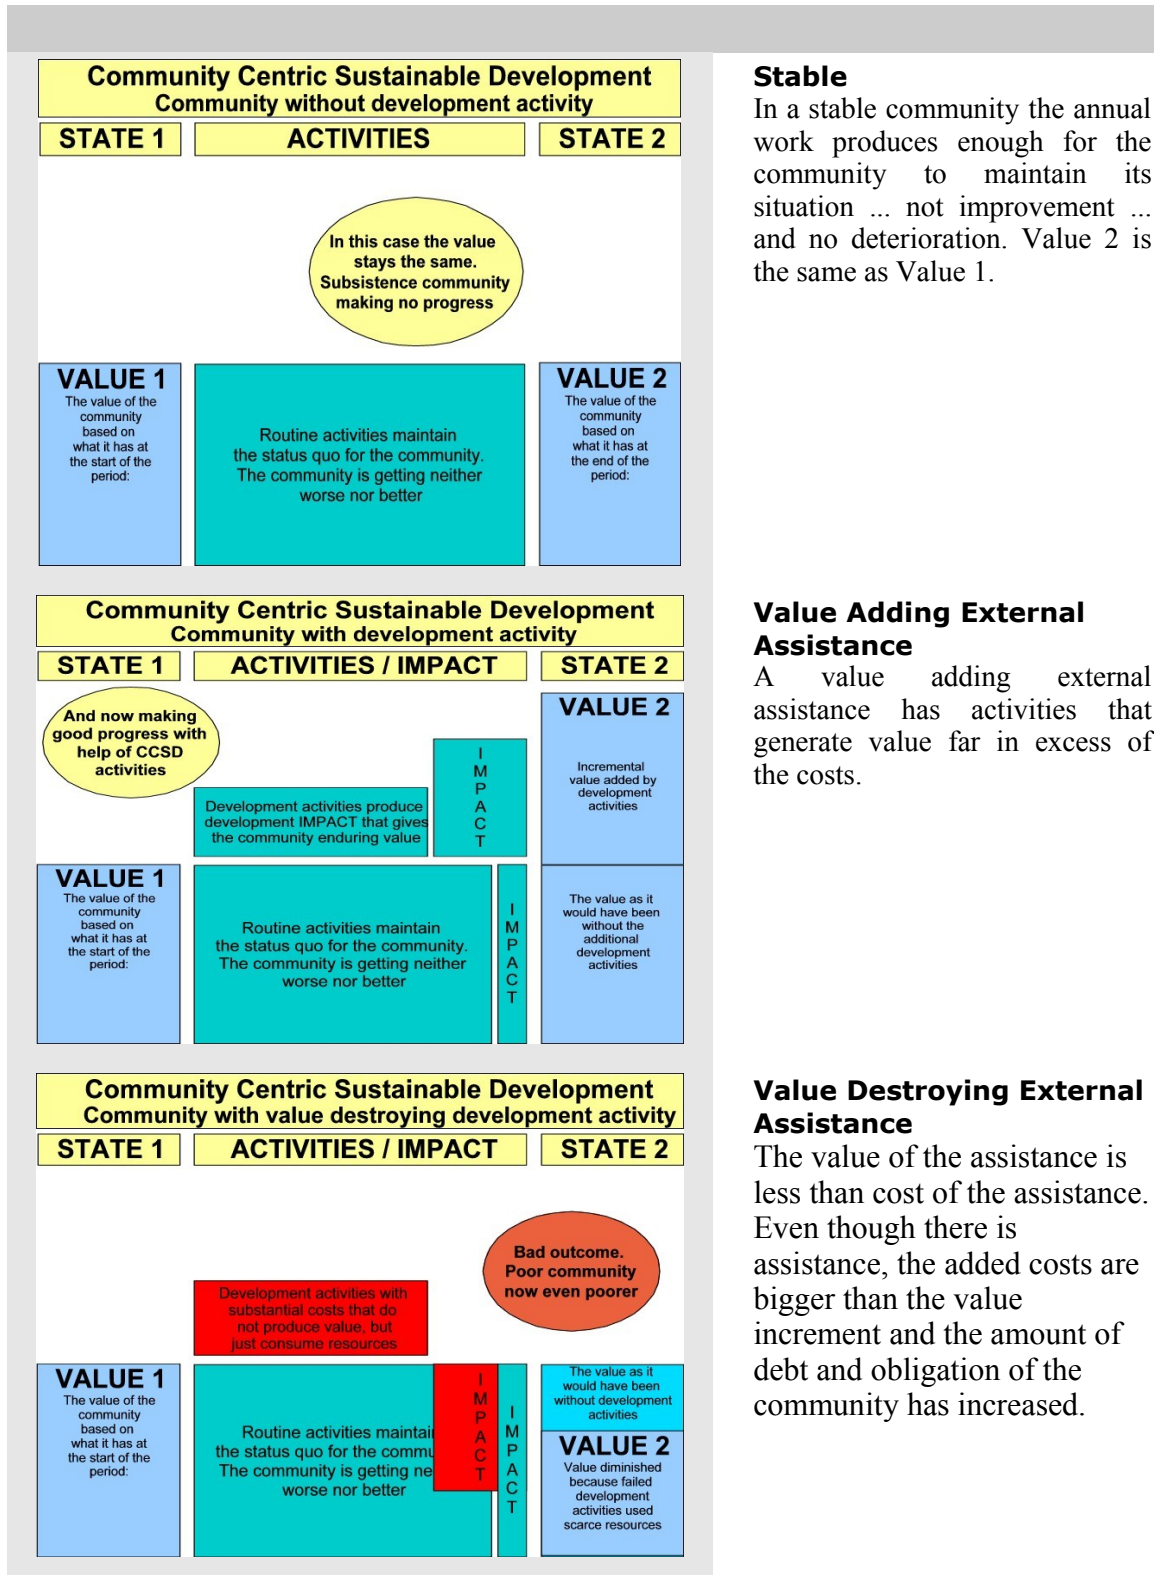 Community Centric Sustainable Development
Community without development activity
STATE 1
ACTIVITIES
STATE 2
In this case the value
stays the same.
Subsistence community
making no progress
VALUE 1
The value of the
community
based on
what it has at
the start of the
period:
Routine activities maintain
the status quo for the community.
The community is getting neither
worse nor better
VALUE 2
The value of the
community
based on
what it has at
the end of the
period:
Stable
In a stable community the annual
work produces enough for the
community to maintain its
situation ... not improvement ...
and no deterioration. Value 2 is
the same as Value 1.
Community Centric Sustainable Development
Community with development activity
STATE 1
ACTIVITIES / IMPACT
STATE 2
And now making
good progress with
help of CCSD
activities
Development activities produce
development IMPACT that gives
the community enduring value
IMPACT
VALUE 2
Incremental
value added by
development
activities
VALUE 1
The value of the
community
based on
what it has at
the start of the
period:
Routine activities maintain
the status quo for the community.
The community is getting neither
worse nor better
IMPACT
The value as it
would have been
without the
additional
development
activities
Value Adding External
Assistance
A value adding external
assistance has activities that
generate value far in excess of
the costs.
Community Centric Sustainable Development
Community with value destroying development activity
STATE 1
ACTIVITIES / IMPACT
STATE 2
Bad outcome.
Poor community
now even poorer
Development activities with
substantial costs that do
not produce value, but
just consume resources
VALUE 1
The value of the
community
based on
what it has at
the start of the
period:
Routine activities maintai
the status quo for the commu
The community is getting ne
worse nor better
IMPACT
IMPACT
The value as it
would have been
without development
activities
VALUE 2
Value diminished
because failed
development
activities used
scarce resources
Value Destroying External
Assistance
The value of the assistance is
less than cost of the assistance.
Even though there is
assistance, the added costs are
bigger than the value
increment and the amount of
debt and obligation of the
community has increased.